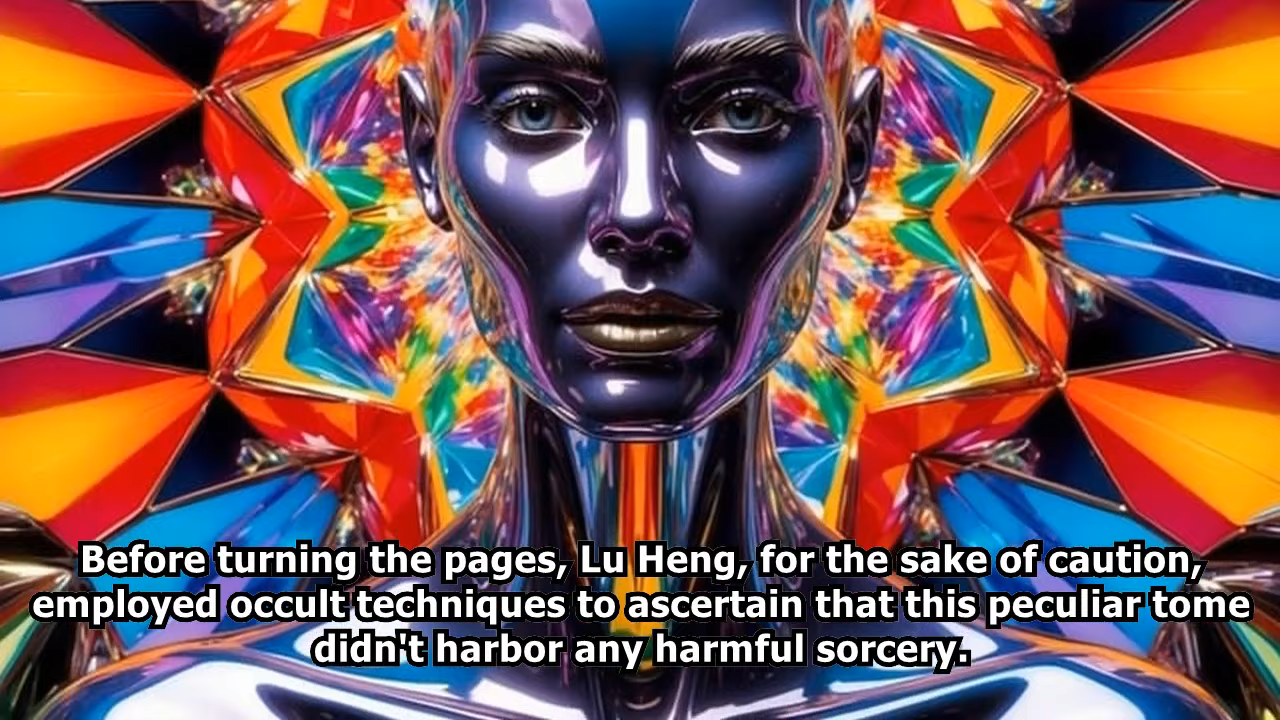 Before turning the pages, Lu Heng, for the sake of caution,
employed occult techniques to ascertain that this peculiar tome
didn't harbor any harmful sorcery.